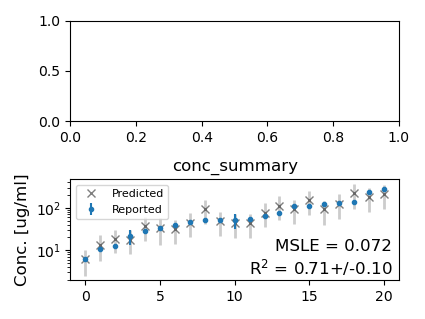 1.0
0.5
0.0
0.0 0.2 0.4 0.6 0.8 1.0
conc_summary
Conc. [ug/ml]
10²
10¹
Predicted
Reported
MSLE = 0.072
R² = 0.71+/-0.10
0 5 10 15 20